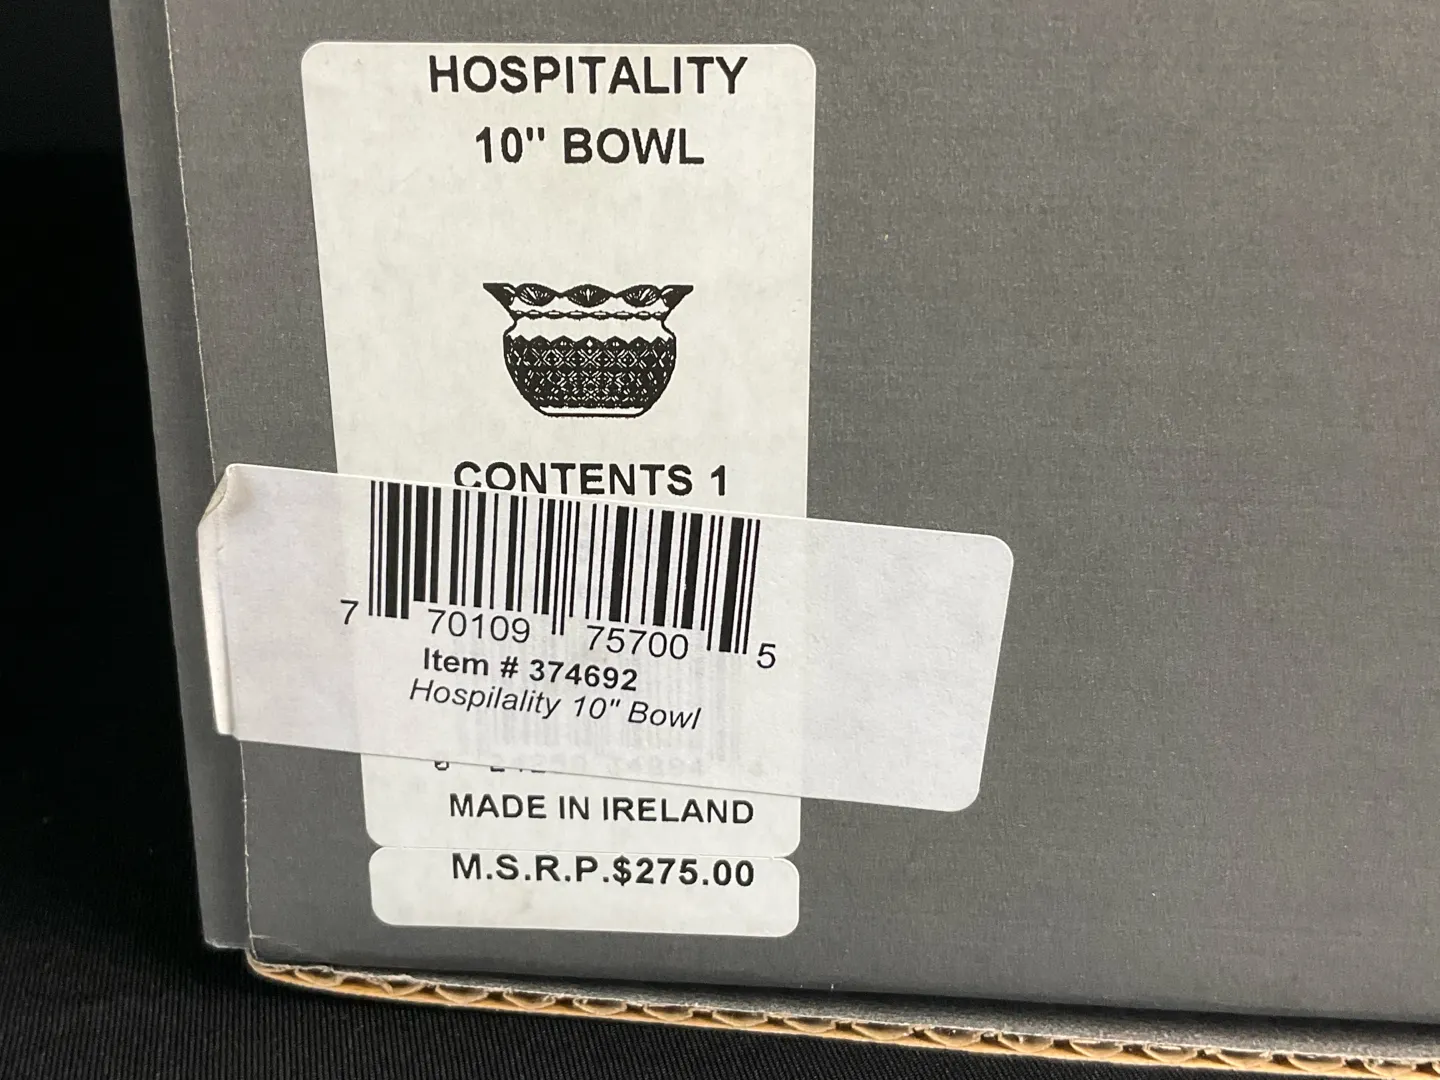 HOSPITALITY
10" BOWL
CONTENTS 1
7 70109 75700 5
Item # 374692
Hospilality 10" Bowl
MADE IN IRELAND
M.S.R.P.$275.00